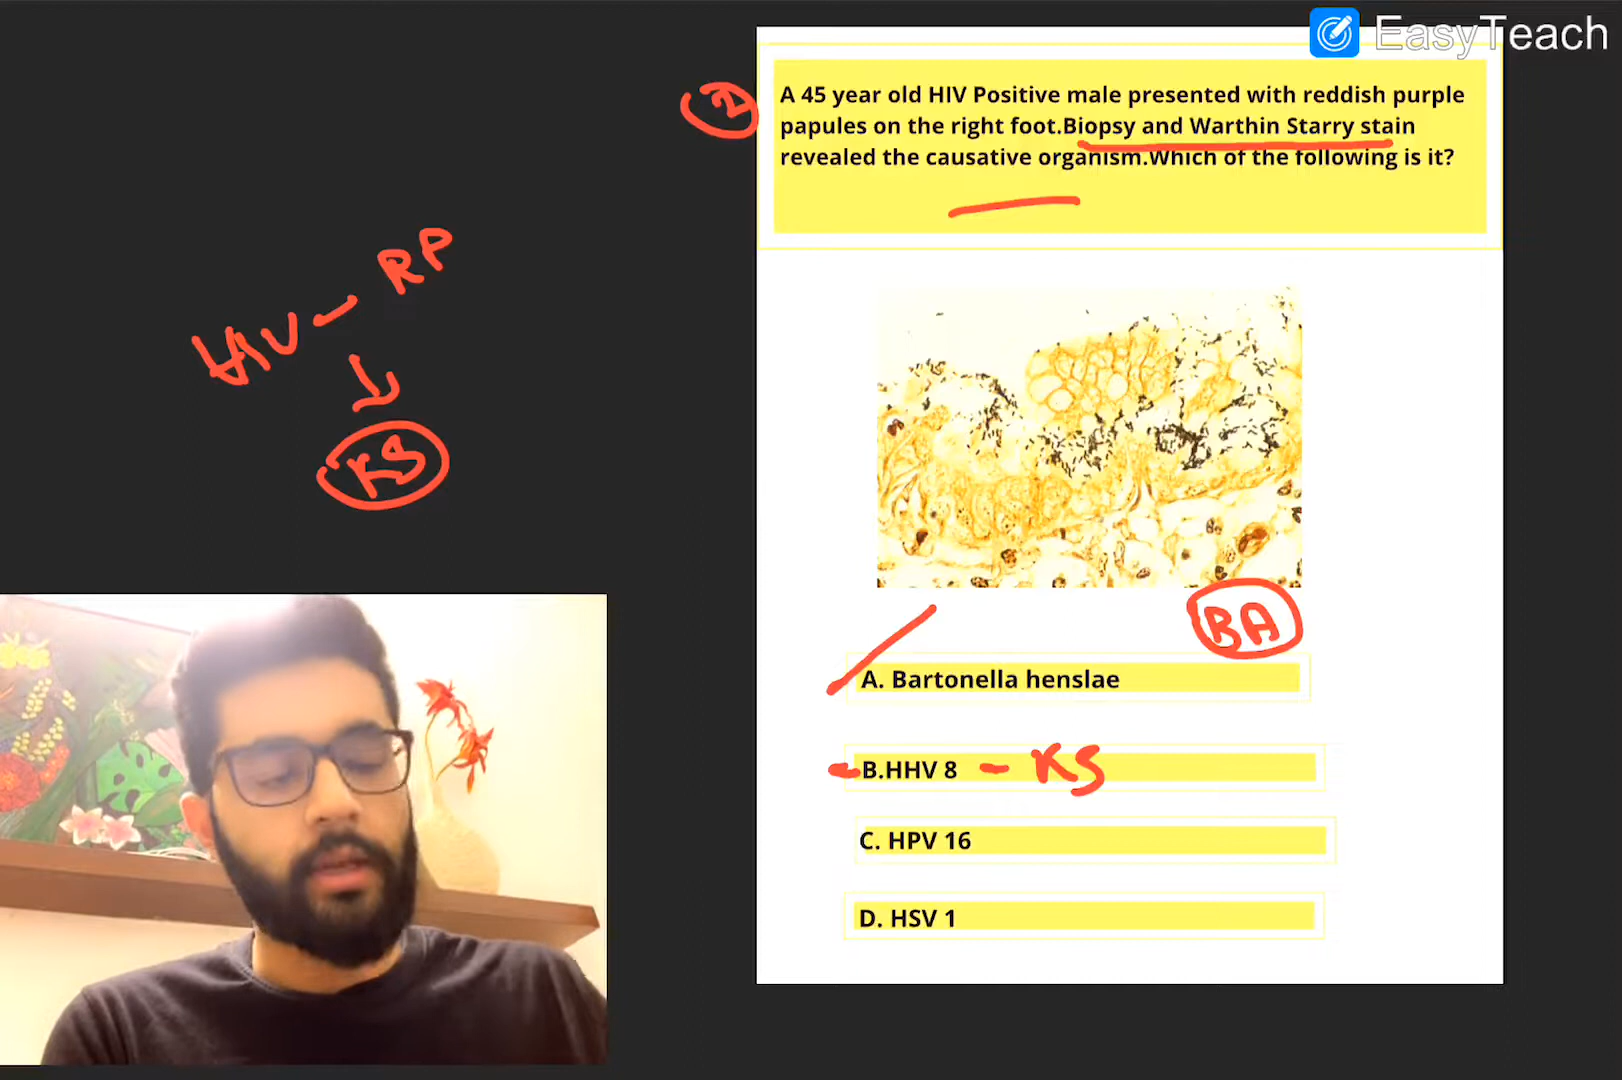 EasyTeach
2
A 45 year old HIV Positive male presented with reddish purple
papules on the right foot.Biopsy and Warthin Starry stain
revealed the causative organism.Which of the following is it?
HIV - RP
KS
BA
A. Bartonella henslae
B.HHV 8 - KS
C. HPV 16
D. HSV 1